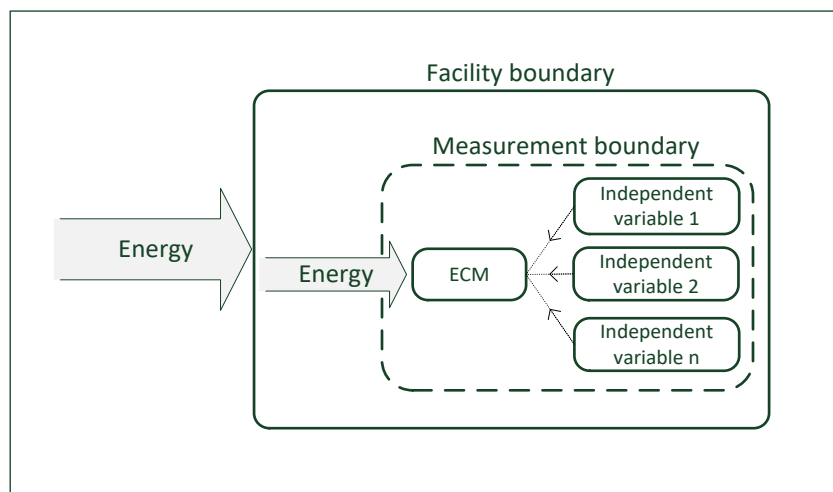 Facility boundary
Measurement boundary
Independent
variable 1
Energy
Energy
ECM
Independent
variable 2
Independent
variable n